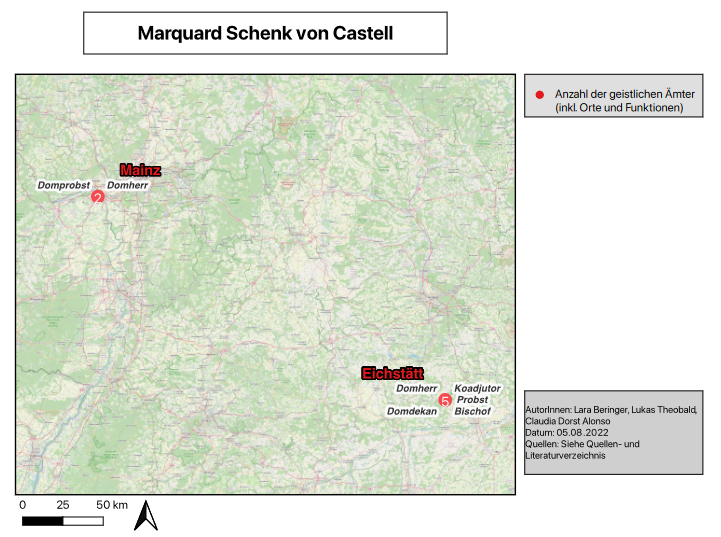 Marquard Schenk von Castell
Anzahl der geistlichen Ämter
(inkl. Orte und Funktionen)
Mainz
Domprobst Domherr
2
Eichstätt
Domherr Koadjutor
5 Probst
Domdekan Bischof
AutorInnen: Lara Beringer, Lukas Theobald,
Claudia Dorst Alonso
Datum: 05.08.2022
Quellen: Siehe Quellen- und
Literaturverzeichnis
0 25 50 km